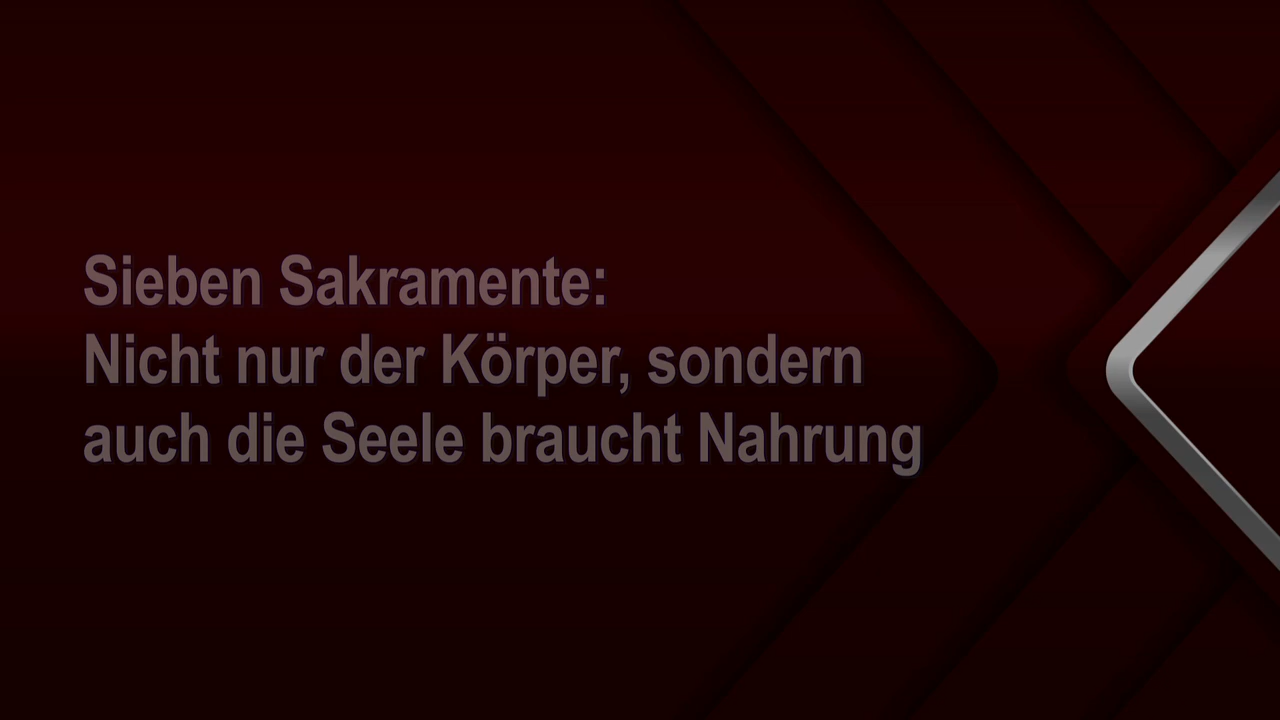 Sieben Sakramente:
Nicht nur der Körper, sondern
auch die Seele braucht Nahrung